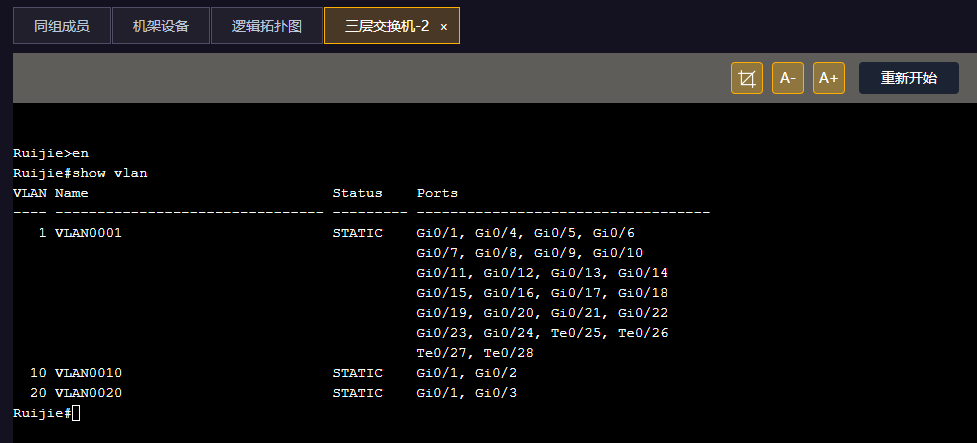 同组成员 机架设备 逻辑拓扑图 三层交换机-2 ×
A- A+ 重新开始
Ruijie>en
Ruijie#show vlan
VLAN Name                             Status    Ports
---- -------------------------------- --------- -----------------------------------
   1 VLAN0001                         STATIC    Gi0/1, Gi0/4, Gi0/5, Gi0/6
                                                Gi0/7, Gi0/8, Gi0/9, Gi0/10
                                                Gi0/11, Gi0/12, Gi0/13, Gi0/14
                                                Gi0/15, Gi0/16, Gi0/17, Gi0/18
                                                Gi0/19, Gi0/20, Gi0/21, Gi0/22
                                                Gi0/23, Gi0/24, Te0/25, Te0/26
                                                Te0/27, Te0/28
  10 VLAN0010                         STATIC    Gi0/1, Gi0/2
  20 VLAN0020                         STATIC    Gi0/1, Gi0/3
Ruijie#